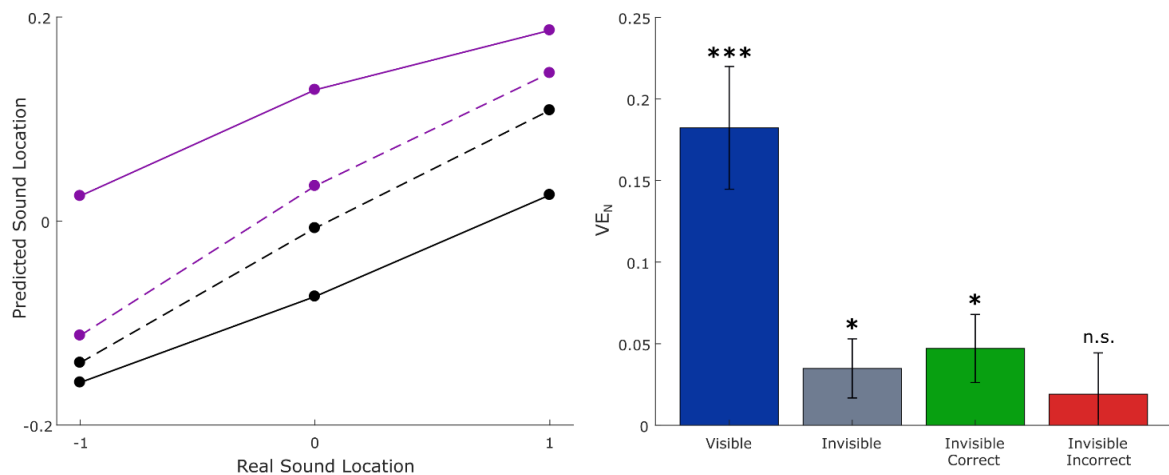 0.2
0
-0.2
Predicted Sound Location
-1
0
1
Real Sound Location
0.25
0.2
0.15
0.1
0.05
0
VE_N
***
*
*
n.s.
Visible
Invisible
Invisible
Correct
Invisible
Incorrect